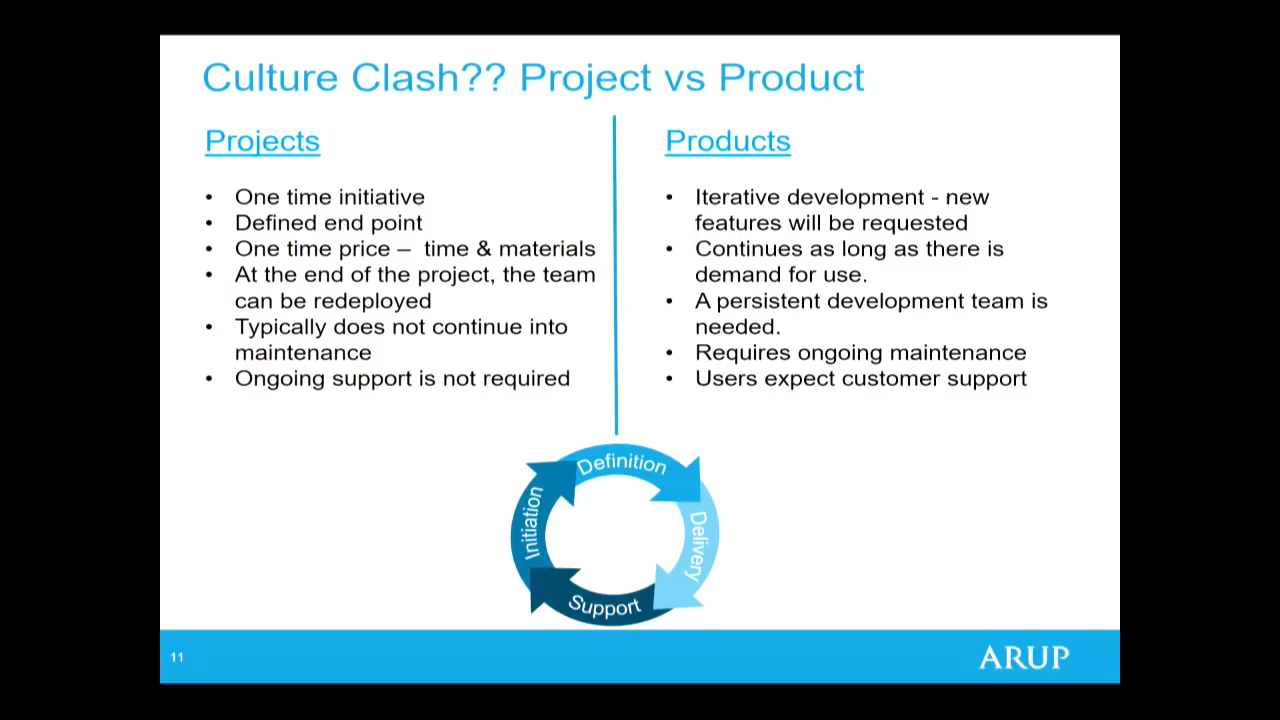 Culture Clash?? Project vs Product
Projects
• One time initiative
• Defined end point
• One time price – time & materials
• At the end of the project, the team
can be redeployed
• Typically does not continue into
maintenance
• Ongoing support is not required
Products
• Iterative development - new
features will be requested
• Continues as long as there is
demand for use.
• A persistent development team is
needed.
• Requires ongoing maintenance
• Users expect customer support
Definition
Delivery
Support
Initiation
11
ARUP